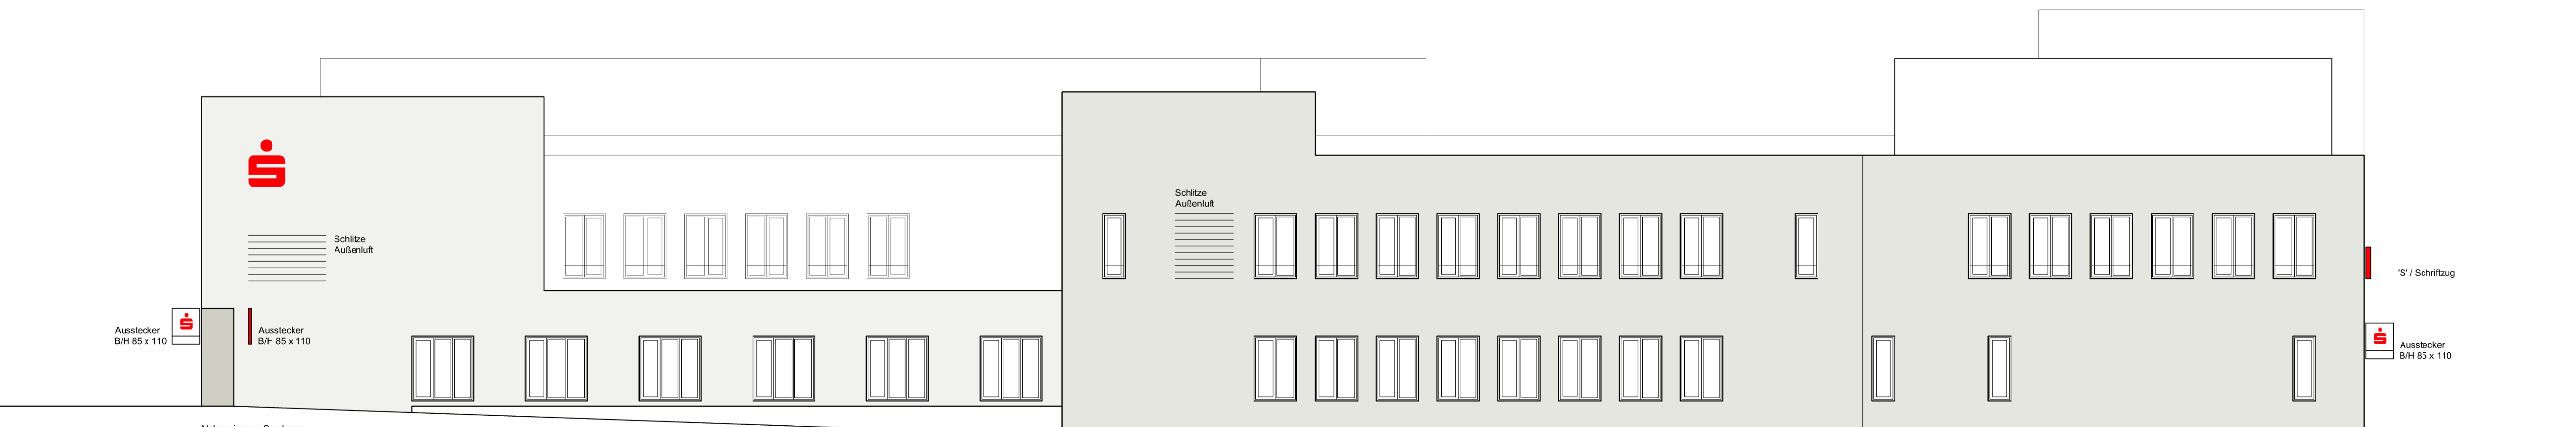 Schlitze
Außenluft
Schlitze
Außenluft
'S' / Schriftzug
Ausstecker
B/H 85 x 110
Ausstecker
B/H 85 x 110
Ausstecker
B/H 85 x 110